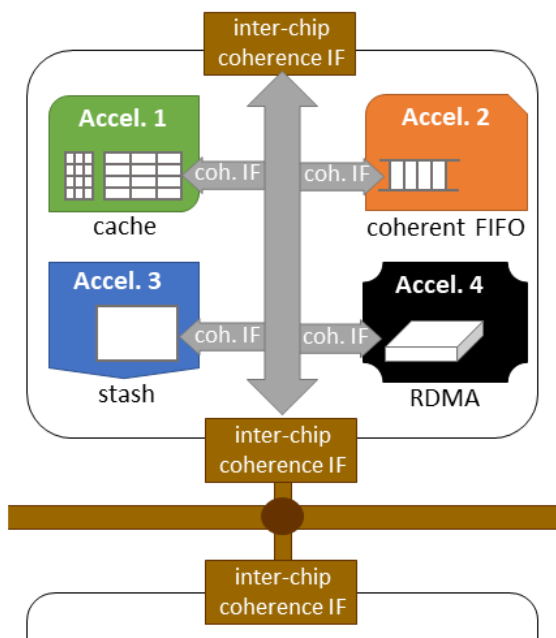 inter-chip
coherence IF
Accel. 1
Accel. 2
coh. IF
coh. IF
cache
coherent FIFO
Accel. 3
Accel. 4
coh. IF
coh. IF
stash
RDMA
inter-chip
coherence IF
inter-chip
coherence IF